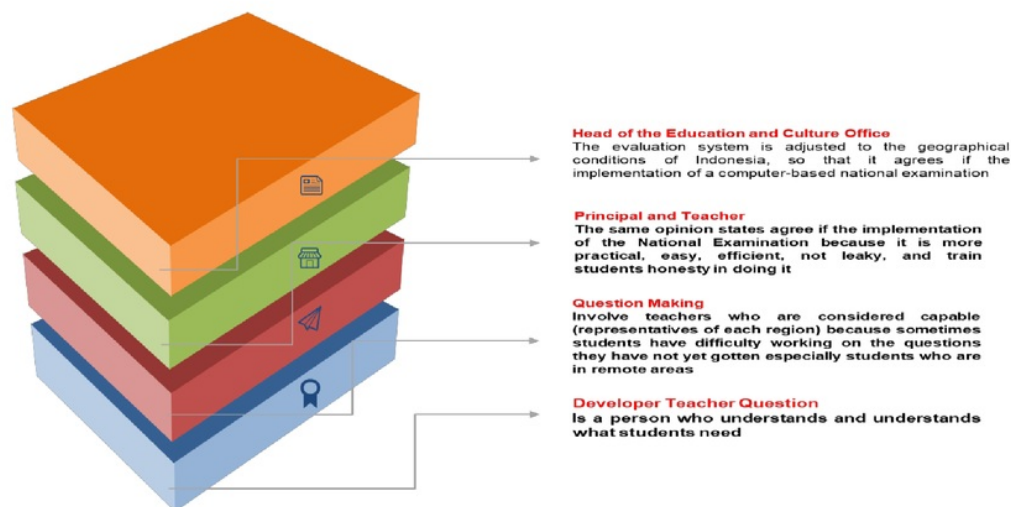 Head of the Education and Culture Office
The evaluation system is adjusted to the geographical
conditions of Indonesia, so that it agrees if the
implementation of a computer-based national examination
Principal and Teacher
The same opinion states agree if the implementation
of the National Examination because it is more
practical, easy, efficient, not leaky, and train
students honesty in doing it
Question Making
Involve teachers who are considered capable
(representatives of each region) because sometimes
students have difficulty working on the questions
they have not yet gotten especially students who are
in remote areas
Developer Teacher Question
Is a person who understands and understands
what students need